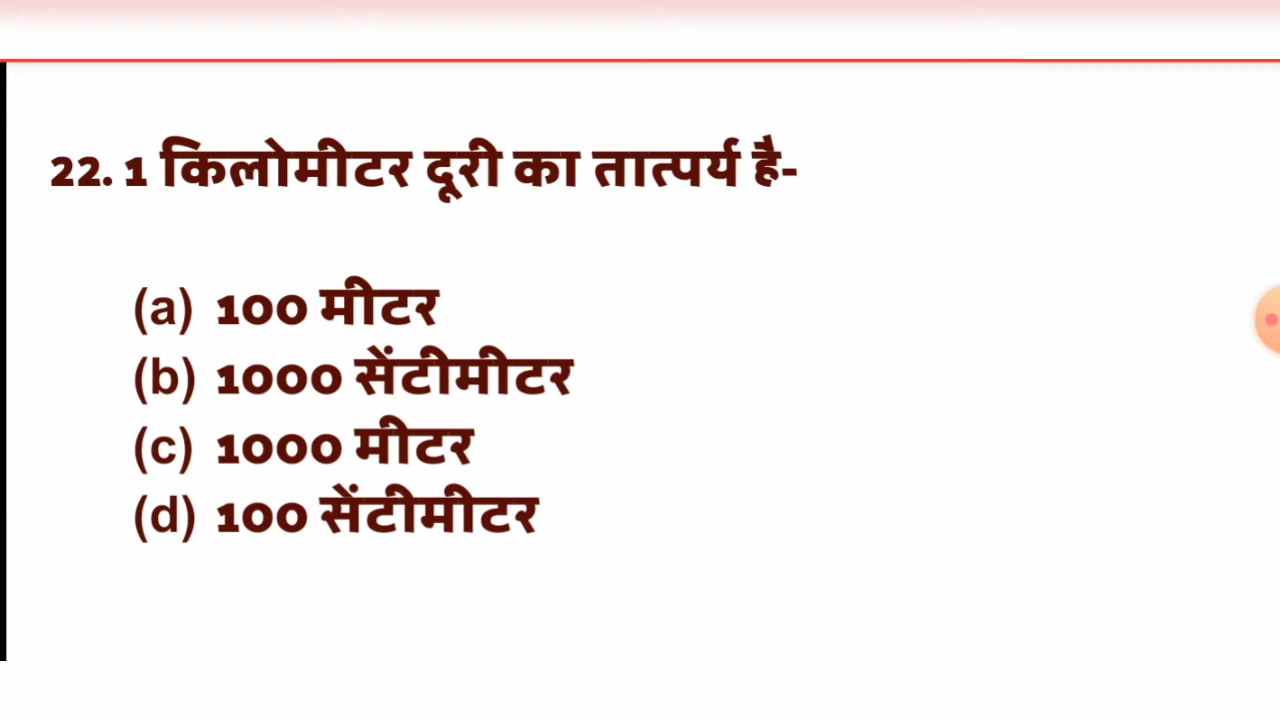 22. 1 किलोमीटर दूरी का तात्पर्य है-
(a) 100 मीटर
(b) 1000 सेंटीमीटर
(c) 1000 मीटर
(d) 100 सेंटीमीटर